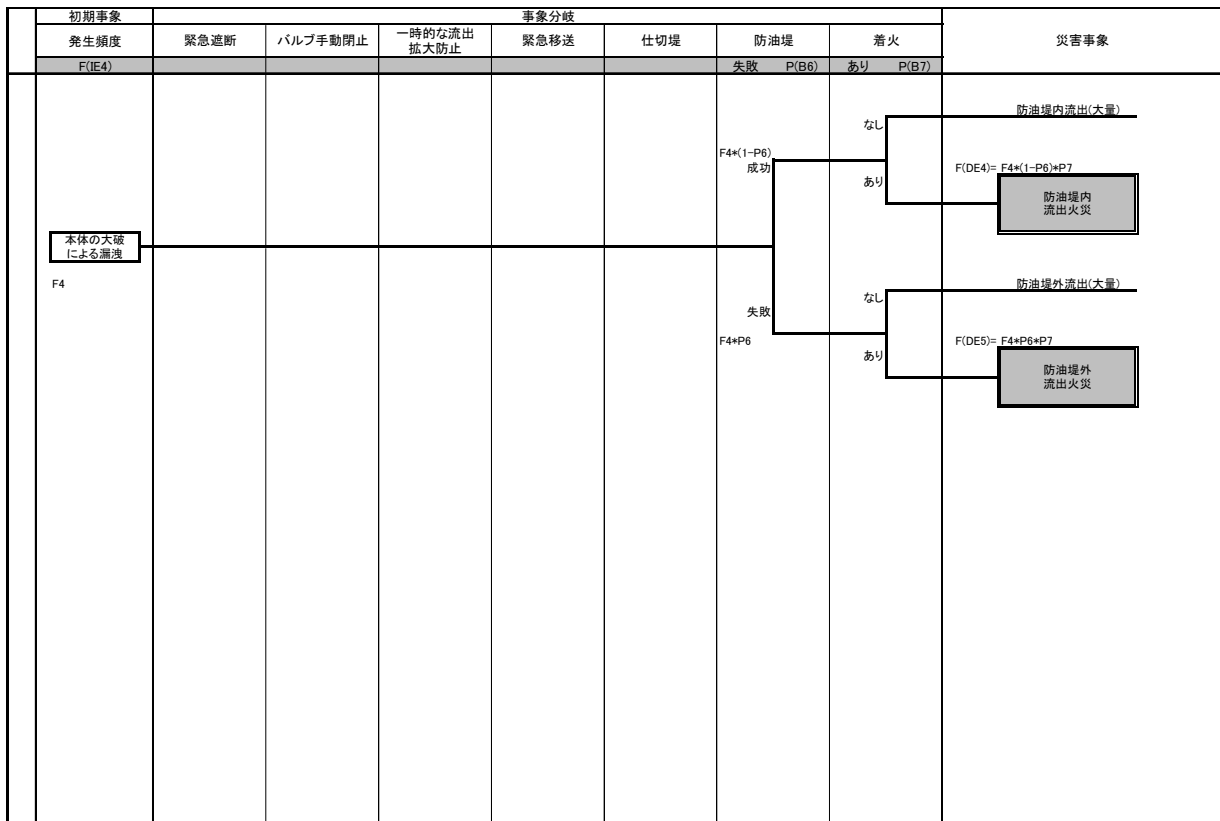 初期事象
事象分岐
発生頻度
緊急遮断
バルブ手動閉止
一時的な流出
拡大防止
緊急移送
仕切堤
防油堤
着火
災害事象
F(IE4)
失敗 P(B6)
あり P(B7)
防油堤内流出(大量)
なし
F4*(1-P6)
成功
F(DE4)= F4*(1-P6)*P7
あり
防油堤内
流出火災
本体の大破
による漏洩
F4
防油堤外流出(大量)
なし
失敗
F4*P6
F(DE5)= F4*P6*P7
あり
防油堤外
流出火災